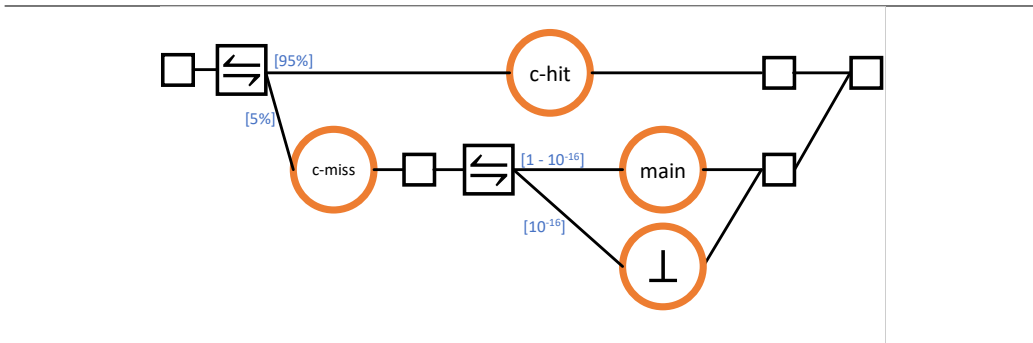 [95%]
c-hit
[5%]
c-miss
[1 - 10⁻¹⁶]
main
[10⁻¹⁶]
⊥